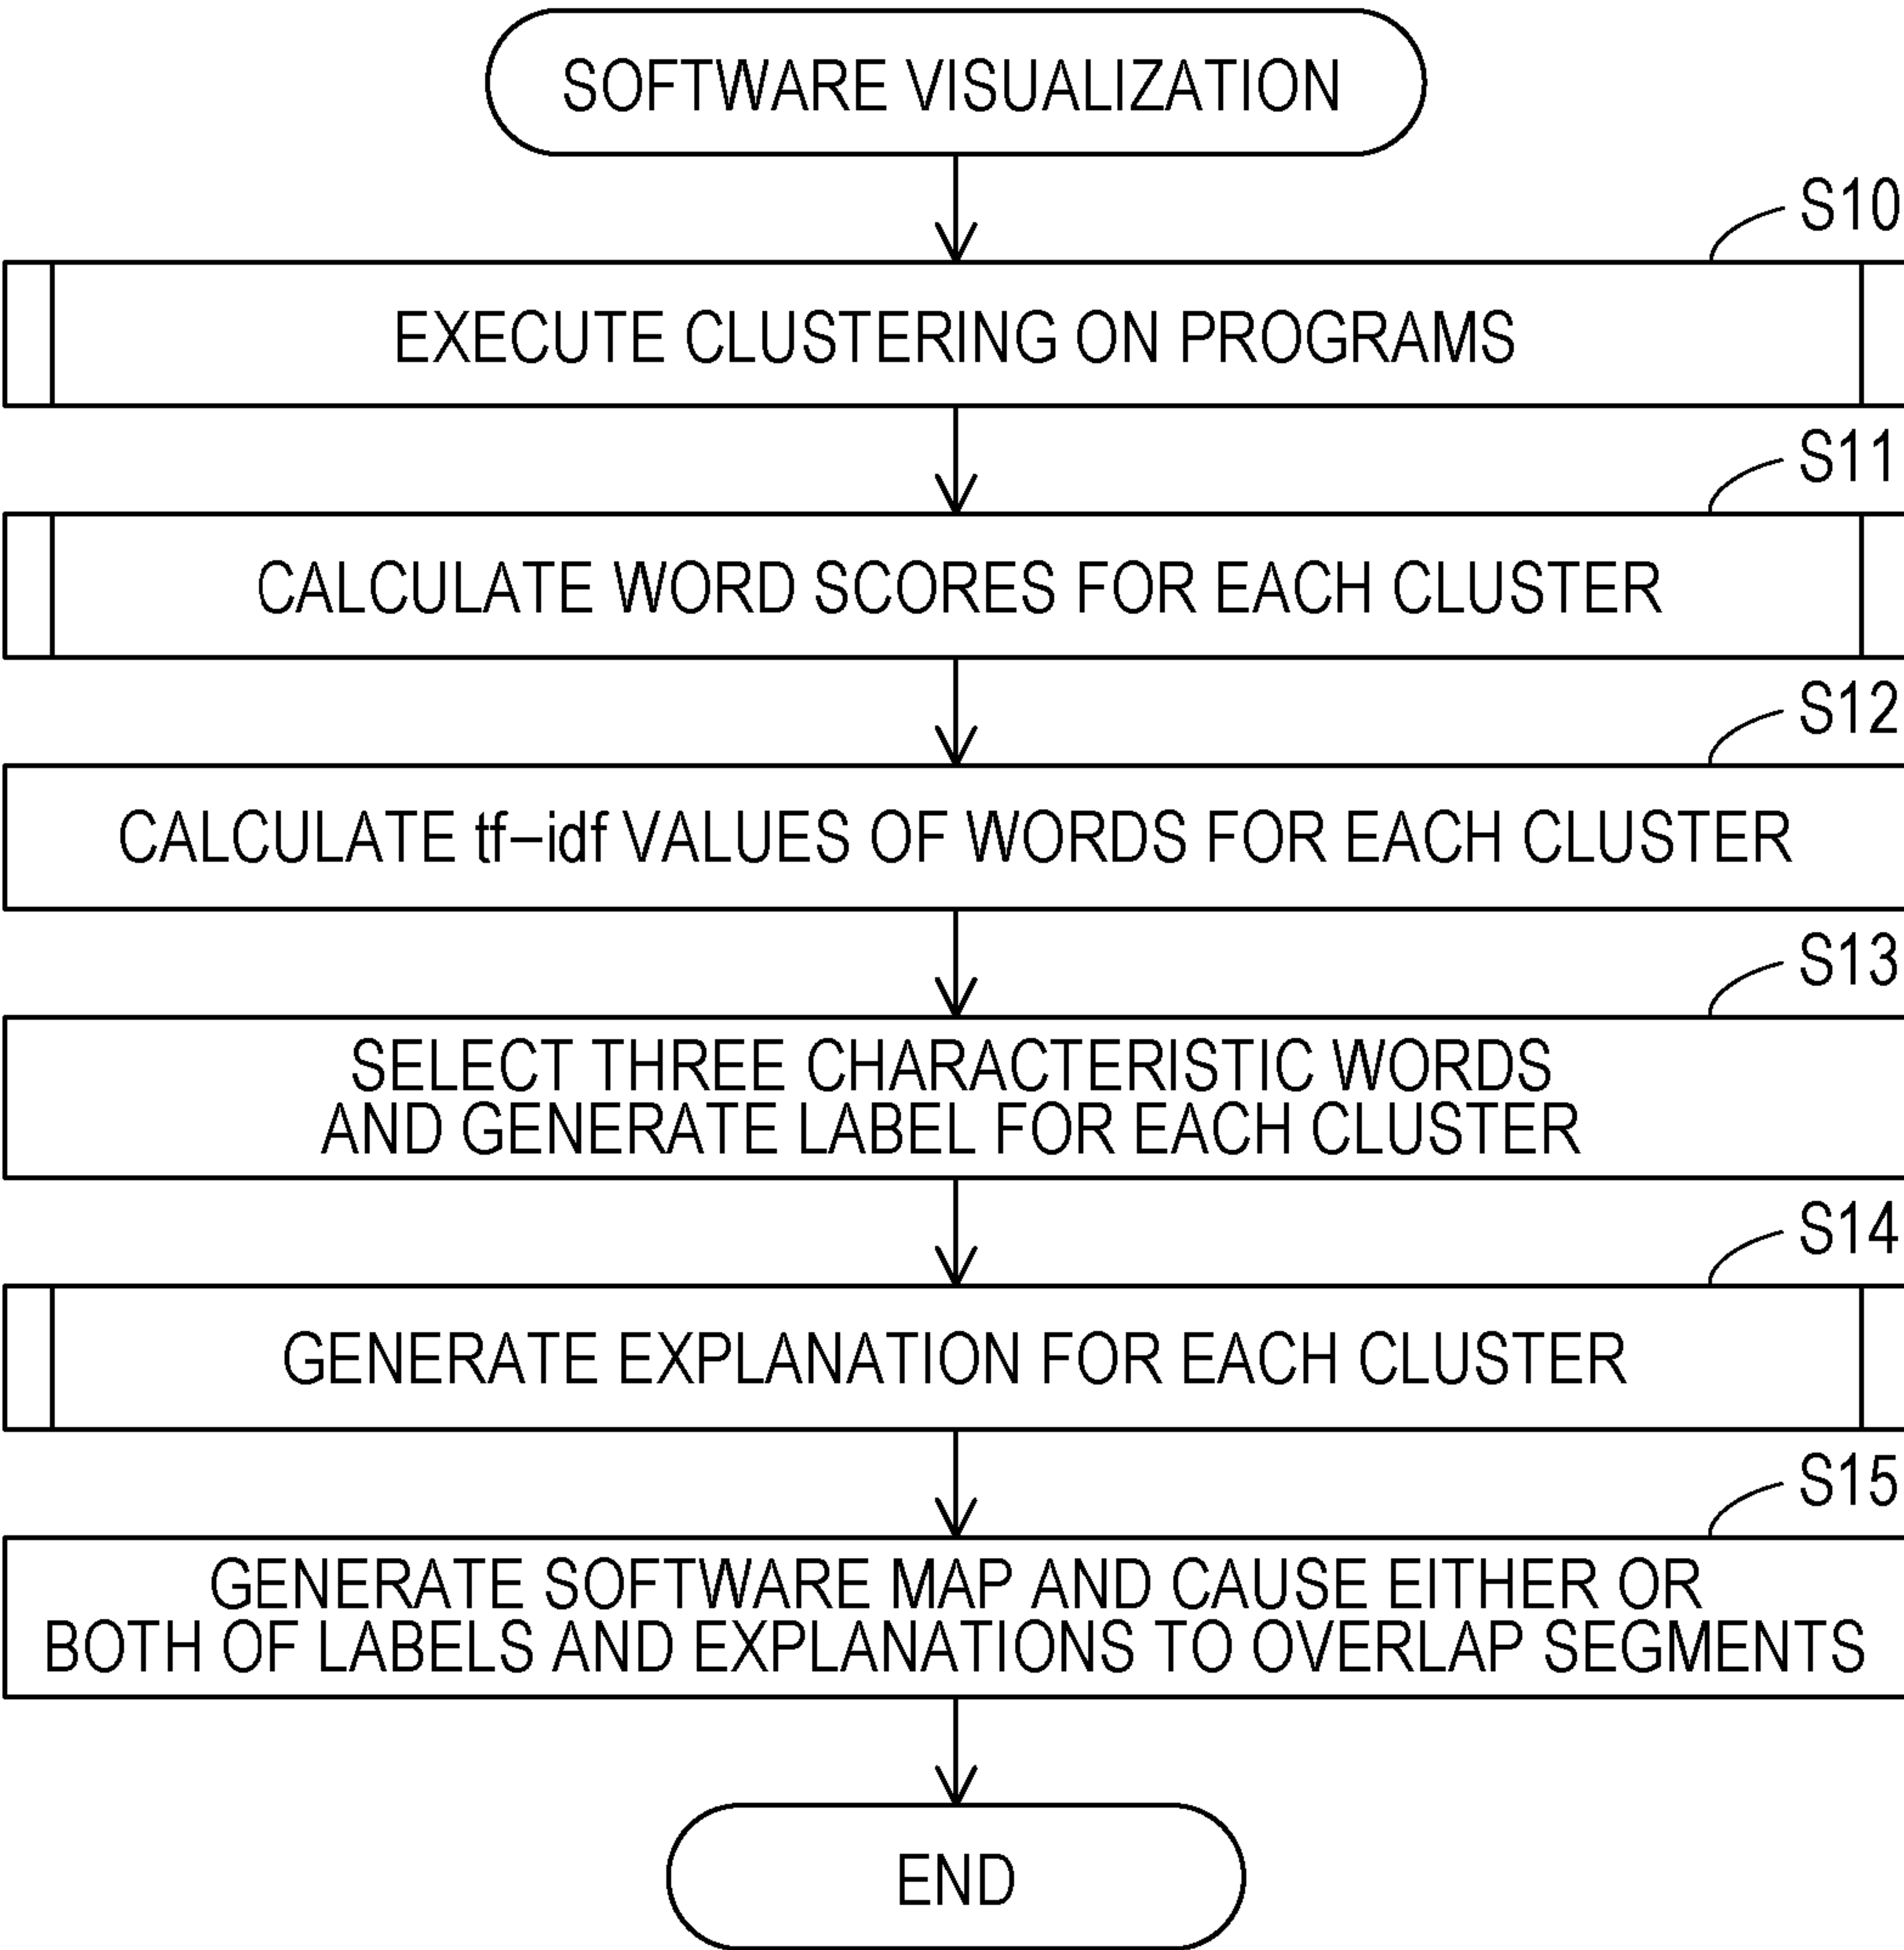 SOFTWARE VISUALIZATION
S10
EXECUTE CLUSTERING ON PROGRAMS
S11
CALCULATE WORD SCORES FOR EACH CLUSTER
S12
CALCULATE tf-idf VALUES OF WORDS FOR EACH CLUSTER
S13
SELECT THREE CHARACTERISTIC WORDS
AND GENERATE LABEL FOR EACH CLUSTER
S14
GENERATE EXPLANATION FOR EACH CLUSTER
S15
GENERATE SOFTWARE MAP AND CAUSE EITHER OR
BOTH OF LABELS AND EXPLANATIONS TO OVERLAP SEGMENTS
END